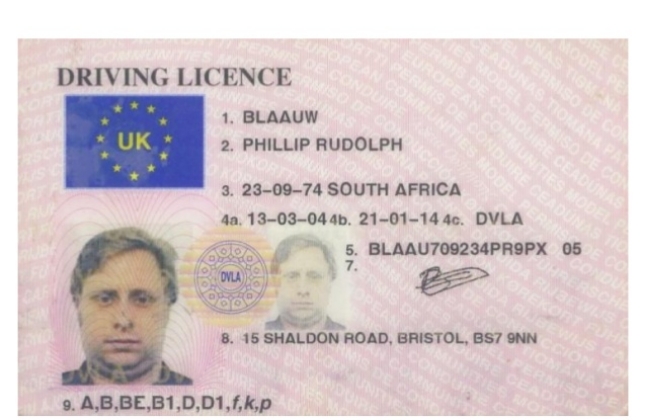 DRIVING LICENCE
UK
1. BLAAUW
2. PHILLIP RUDOLPH
3. 23-09-74 SOUTH AFRICA
4a. 13-03-04 4b. 21-01-14 4c. DVLA
5. BLAAU709234PR9PX 05
7.
DVLA
8. 15 SHALDON ROAD, BRISTOL, BS7 9NN
9. A,B,BE,B1,D,D1,f,k,p